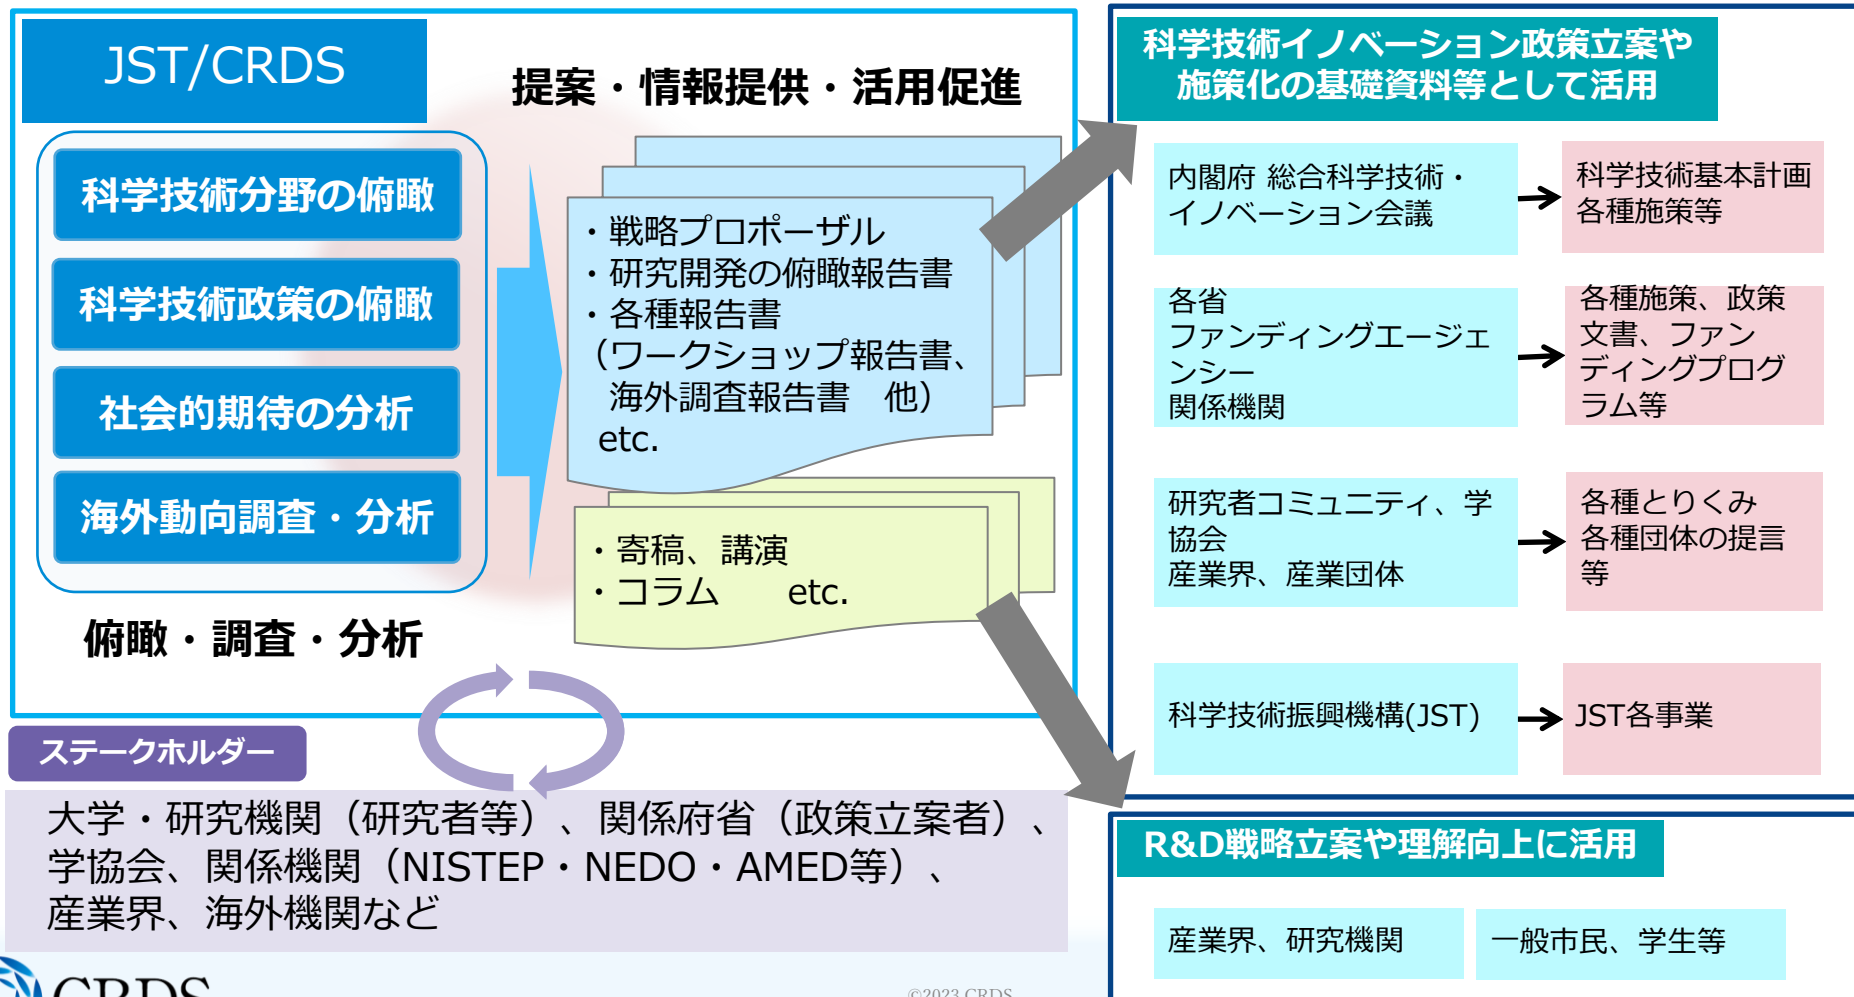 JST/CRDS
提案・情報提供・活用促進
科学技術分野の俯瞰
科学技術政策の俯瞰
社会的期待の分析
海外動向調査・分析
俯瞰・調査・分析
・戦略プロポーザル
・研究開発の俯瞰報告書
・各種報告書
（ワークショップ報告書、
海外調査報告書　他）
etc.
・寄稿、講演
・コラム　　etc.
ステークホルダー
大学・研究機関（研究者等）、関係府省（政策立案者）、
学協会、関係機関（NISTEP・NEDO・AMED等）、
産業界、海外機関など
科学技術イノベーション政策立案や
施策化の基礎資料等として活用
内閣府 総合科学技術・
イノベーション会議
科学技術基本計画
各種施策等
各省
ファンディングエージェ
ンシー
関係機関
各種施策、政策
文書、ファン
ディングプログ
ラム等
研究者コミュニティ、学
協会
産業界、産業団体
各種とりくみ
各種団体の提言
等
科学技術振興機構(JST)
JST各事業
R&D戦略立案や理解向上に活用
産業界、研究機関
一般市民、学生等
CRDS
©2023 CRDS